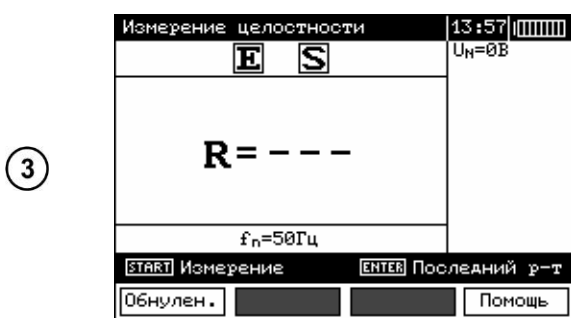 Измерение целостности 13:57
E S
U_N=0В
3
R=---
f_n=50Гц
START Измерение ENTER Последний р-т
Обнулен. Помощь